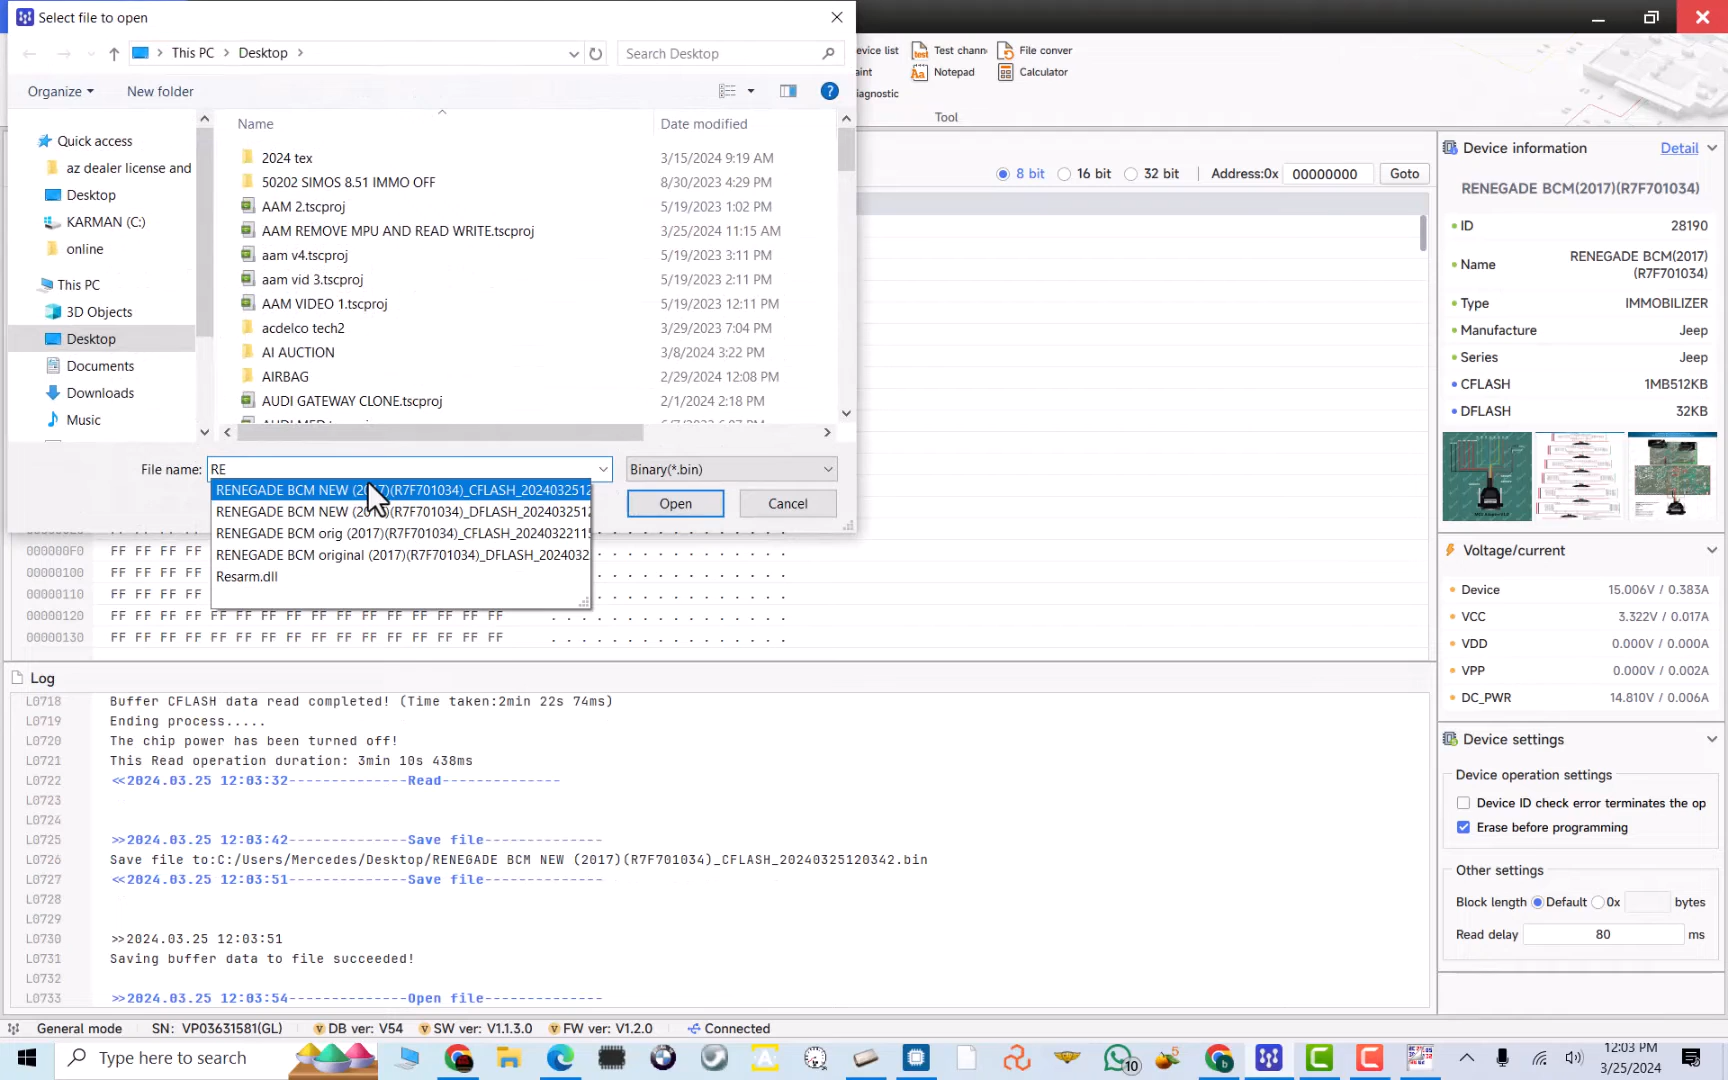 Select file to open
This PC > Desktop >
Search Desktop
Organize
New folder
Name
Date modified
Quick access
az dealer license and
Desktop
KARMAN (C:)
online
This PC
3D Objects
Desktop
Documents
Downloads
Music
2024 tex 3/15/2024 9:19 AM
50202 SIMOS 8.51 IMMO OFF 8/30/2023 4:29 PM
AAM 2.tscproj 5/19/2023 1:02 PM
AAM REMOVE MPU AND READ WRITE.tscproj 3/25/2024 11:15 AM
aam v4.tscproj 5/19/2023 3:11 PM
aam vid 3.tscproj 5/19/2023 2:11 PM
AAM VIDEO 1.tscproj 5/19/2023 12:11 PM
acdelco tech2 3/29/2023 7:04 PM
AI AUCTION 3/8/2024 3:22 PM
AIRBAG 2/29/2024 12:08 PM
AUDI GATEWAY CLONE.tscproj 2/1/2024 2:18 PM
File name: RE
Binary(*.bin)
Open
Cancel
RENEGADE BCM NEW (2017)(R7F701034)_CFLASH_2024032512
RENEGADE BCM NEW (2017)(R7F701034)_DFLASH_2024032512
RENEGADE BCM orig (2017)(R7F701034)_CFLASH_202403221115
RENEGADE BCM original (2017)(R7F701034)_DFLASH_2024032
Resarm.dll
evice list
Test chann
File conver
aint
Notepad
Calculator
iagnostic
Tool
8 bit
16 bit
32 bit
Address:0x 00000000
Goto
000000F0 FF FF FF FF . . . . . . . . . .
00000100 FF FF FF FF . . . . . . . . . .
00000110 FF FF FF FF . . . . . . . . . .
00000120 FF FF FF FF FF FF FF FF FF FF FF FF FF FF FF FF . . . . . . . . . . . . . . . .
00000130 FF FF FF FF FF FF FF FF FF FF FF FF FF FF FF FF . . . . . . . . . . . . . . . .
Log
L0718 Buffer CFLASH data read completed! (Time taken:2min 22s 74ms)
L0719 Ending process.....
L0720 The chip power has been turned off!
L0721 This Read operation duration: 3min 10s 438ms
L0722 <<2024.03.25 12:03:32--------------Read--------------
L0723
L0724
L0725 >>2024.03.25 12:03:42--------------Save file-------------
L0726 Save file to:C:/Users/Mercedes/Desktop/RENEGADE BCM NEW (2017)(R7F701034)_CFLASH_20240325120342.bin
L0727 <<2024.03.25 12:03:51--------------Save file-------------
L0728
L0729
L0730 >>2024.03.25 12:03:51
L0731 Saving buffer data to file succeeded!
L0732
L0733 >>2024.03.25 12:03:54--------------Open file-------------
Device information
Detail
RENEGADE BCM(2017)(R7F701034)
ID 28190
Name RENEGADE BCM(2017)
(R7F701034)
Type IMMOBILIZER
Manufacture Jeep
Series Jeep
CFLASH 1MB512KB
DFLASH 32KB
Voltage/current
Device 15.006V / 0.383A
VCC 3.322V / 0.017A
VDD 0.000V / 0.000A
VPP 0.000V / 0.002A
DC_PWR 14.810V / 0.006A
Device settings
Device operation settings
Device ID check error terminates the op
Erase before programming
Other settings
Block length Default 0x bytes
Read delay 80 ms
General mode
SN: VP03631581(GL)
DB ver: V54
SW ver: V1.1.3.0
FW ver: V1.2.0
Connected
Type here to search
10
12:03 PM
3/25/2024